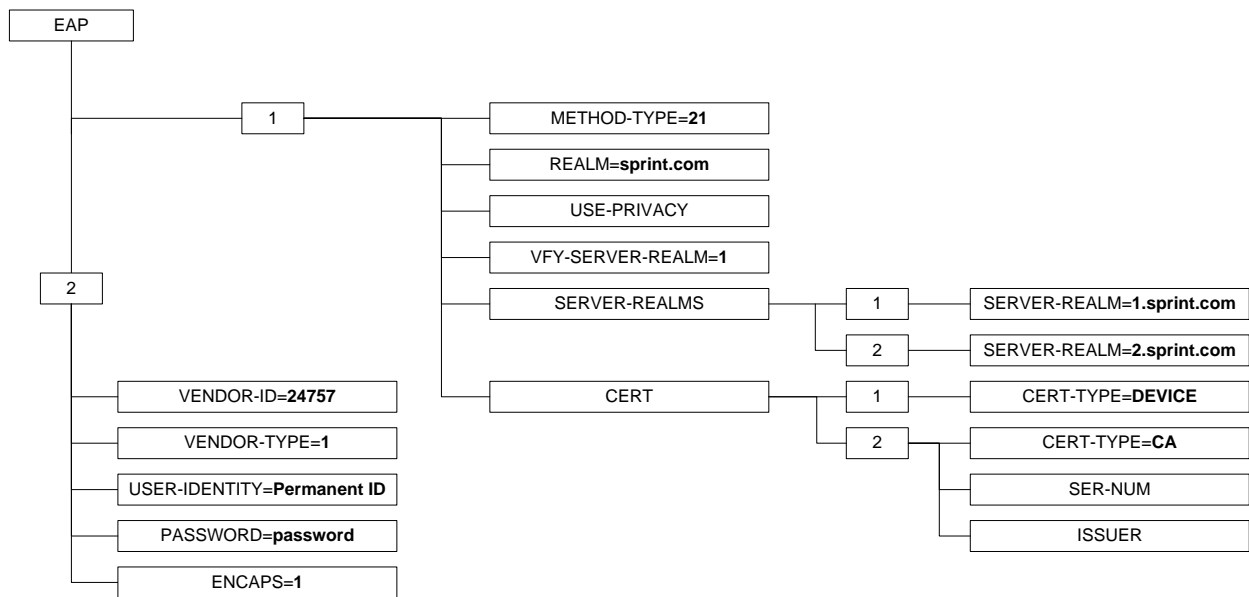 EAP
1
METHOD-TYPE=21
REALM=sprint.com
USE-PRIVACY
VFY-SERVER-REALM=1
2
SERVER-REALMS
1
SERVER-REALM=1.sprint.com
2
SERVER-REALM=2.sprint.com
VENDOR-ID=24757
CERT
1
CERT-TYPE=DEVICE
VENDOR-TYPE=1
2
CERT-TYPE=CA
USER-IDENTITY=Permanent ID
SER-NUM
PASSWORD=password
ISSUER
ENCAPS=1